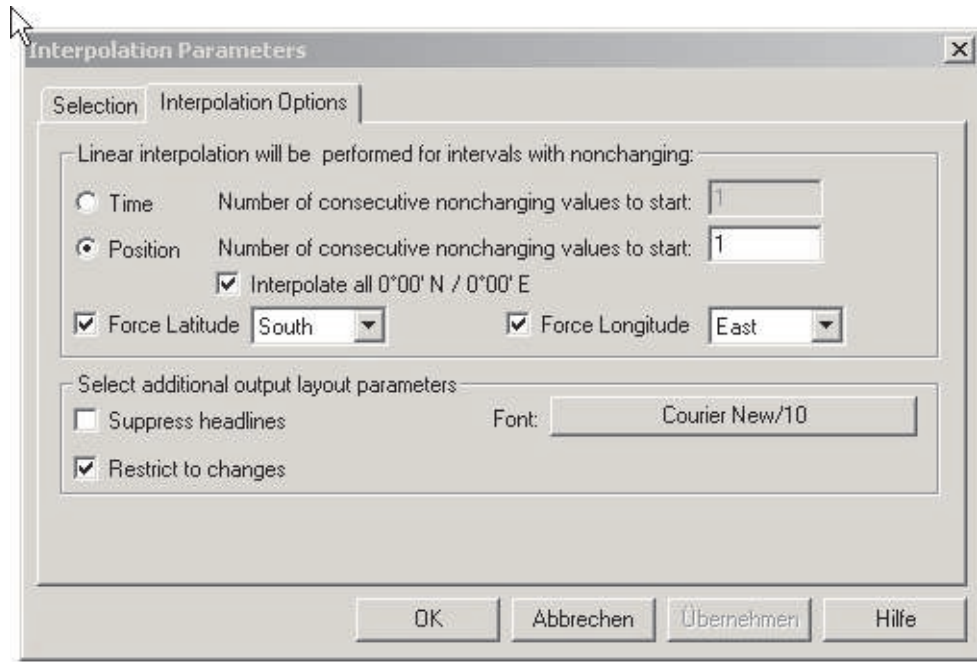 Interpolation Parameters
Selection Interpolation Options
Linear interpolation will be performed for intervals with nonchanging:
Time Number of consecutive nonchanging values to start: 1
Position Number of consecutive nonchanging values to start: 1
Interpolate all 0°00' N / 0°00' E
Force Latitude South Force Longitude East
Select additional output layout parameters
Suppress headlines Font: Courier New/10
Restrict to changes
OK Abbrechen Übernehmen Hilfe